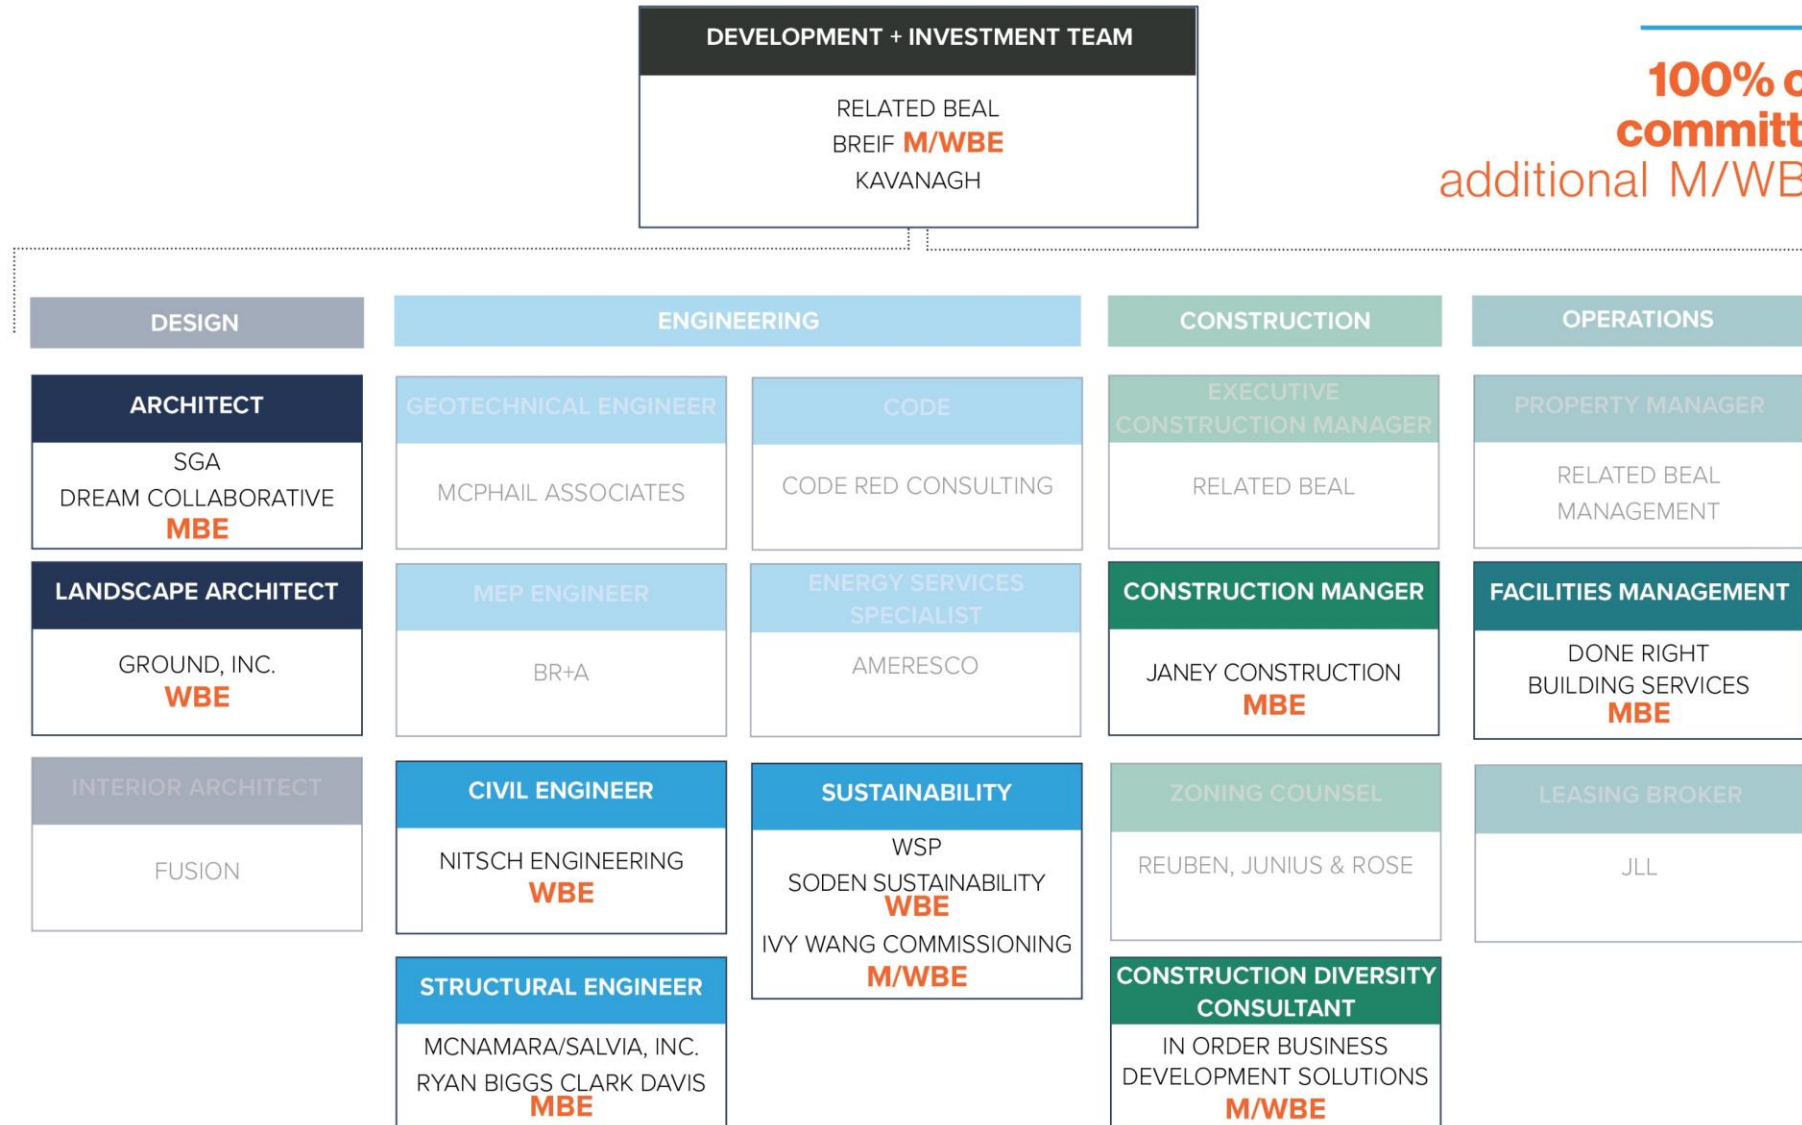 DEVELOPMENT + INVESTMENT TEAM
RELATED BEAL
BREIF M/WBE
KAVANAGH
100% o
committ
additional M/WB
DESIGN
ARCHITECT
SGA
DREAM COLLABORATIVE
MBE
LANDSCAPE ARCHITECT
GROUND, INC.
WBE
INTERIOR ARCHITECT
FUSION
ENGINEERING
GEOTECHNICAL ENGINEER
MCPHAIL ASSOCIATES
MEP ENGINEER
BR+A
CIVIL ENGINEER
NITSCH ENGINEERING
WBE
STRUCTURAL ENGINEER
MCNAMARA/SALVIA, INC.
RYAN BIGGS CLARK DAVIS
MBE
CODE
CODE RED CONSULTING
ENERGY SERVICES
SPECIALIST
AMERESCO
SUSTAINABILITY
WSP
SODEN SUSTAINABILITY
WBE
IVY WANG COMMISSIONING
M/WBE
CONSTRUCTION
EXECUTIVE
CONSTRUCTION MANAGER
RELATED BEAL
CONSTRUCTION MANGER
JANEY CONSTRUCTION
MBE
ZONING COUNSEL
REUBEN, JUNIUS & ROSE
CONSTRUCTION DIVERSITY
CONSULTANT
IN ORDER BUSINESS
DEVELOPMENT SOLUTIONS
M/WBE
OPERATIONS
PROPERTY MANAGER
RELATED BEAL
MANAGEMENT
FACILITIES MANAGEMENT
DONE RIGHT
BUILDING SERVICES
MBE
LEASING BROKER
JLL